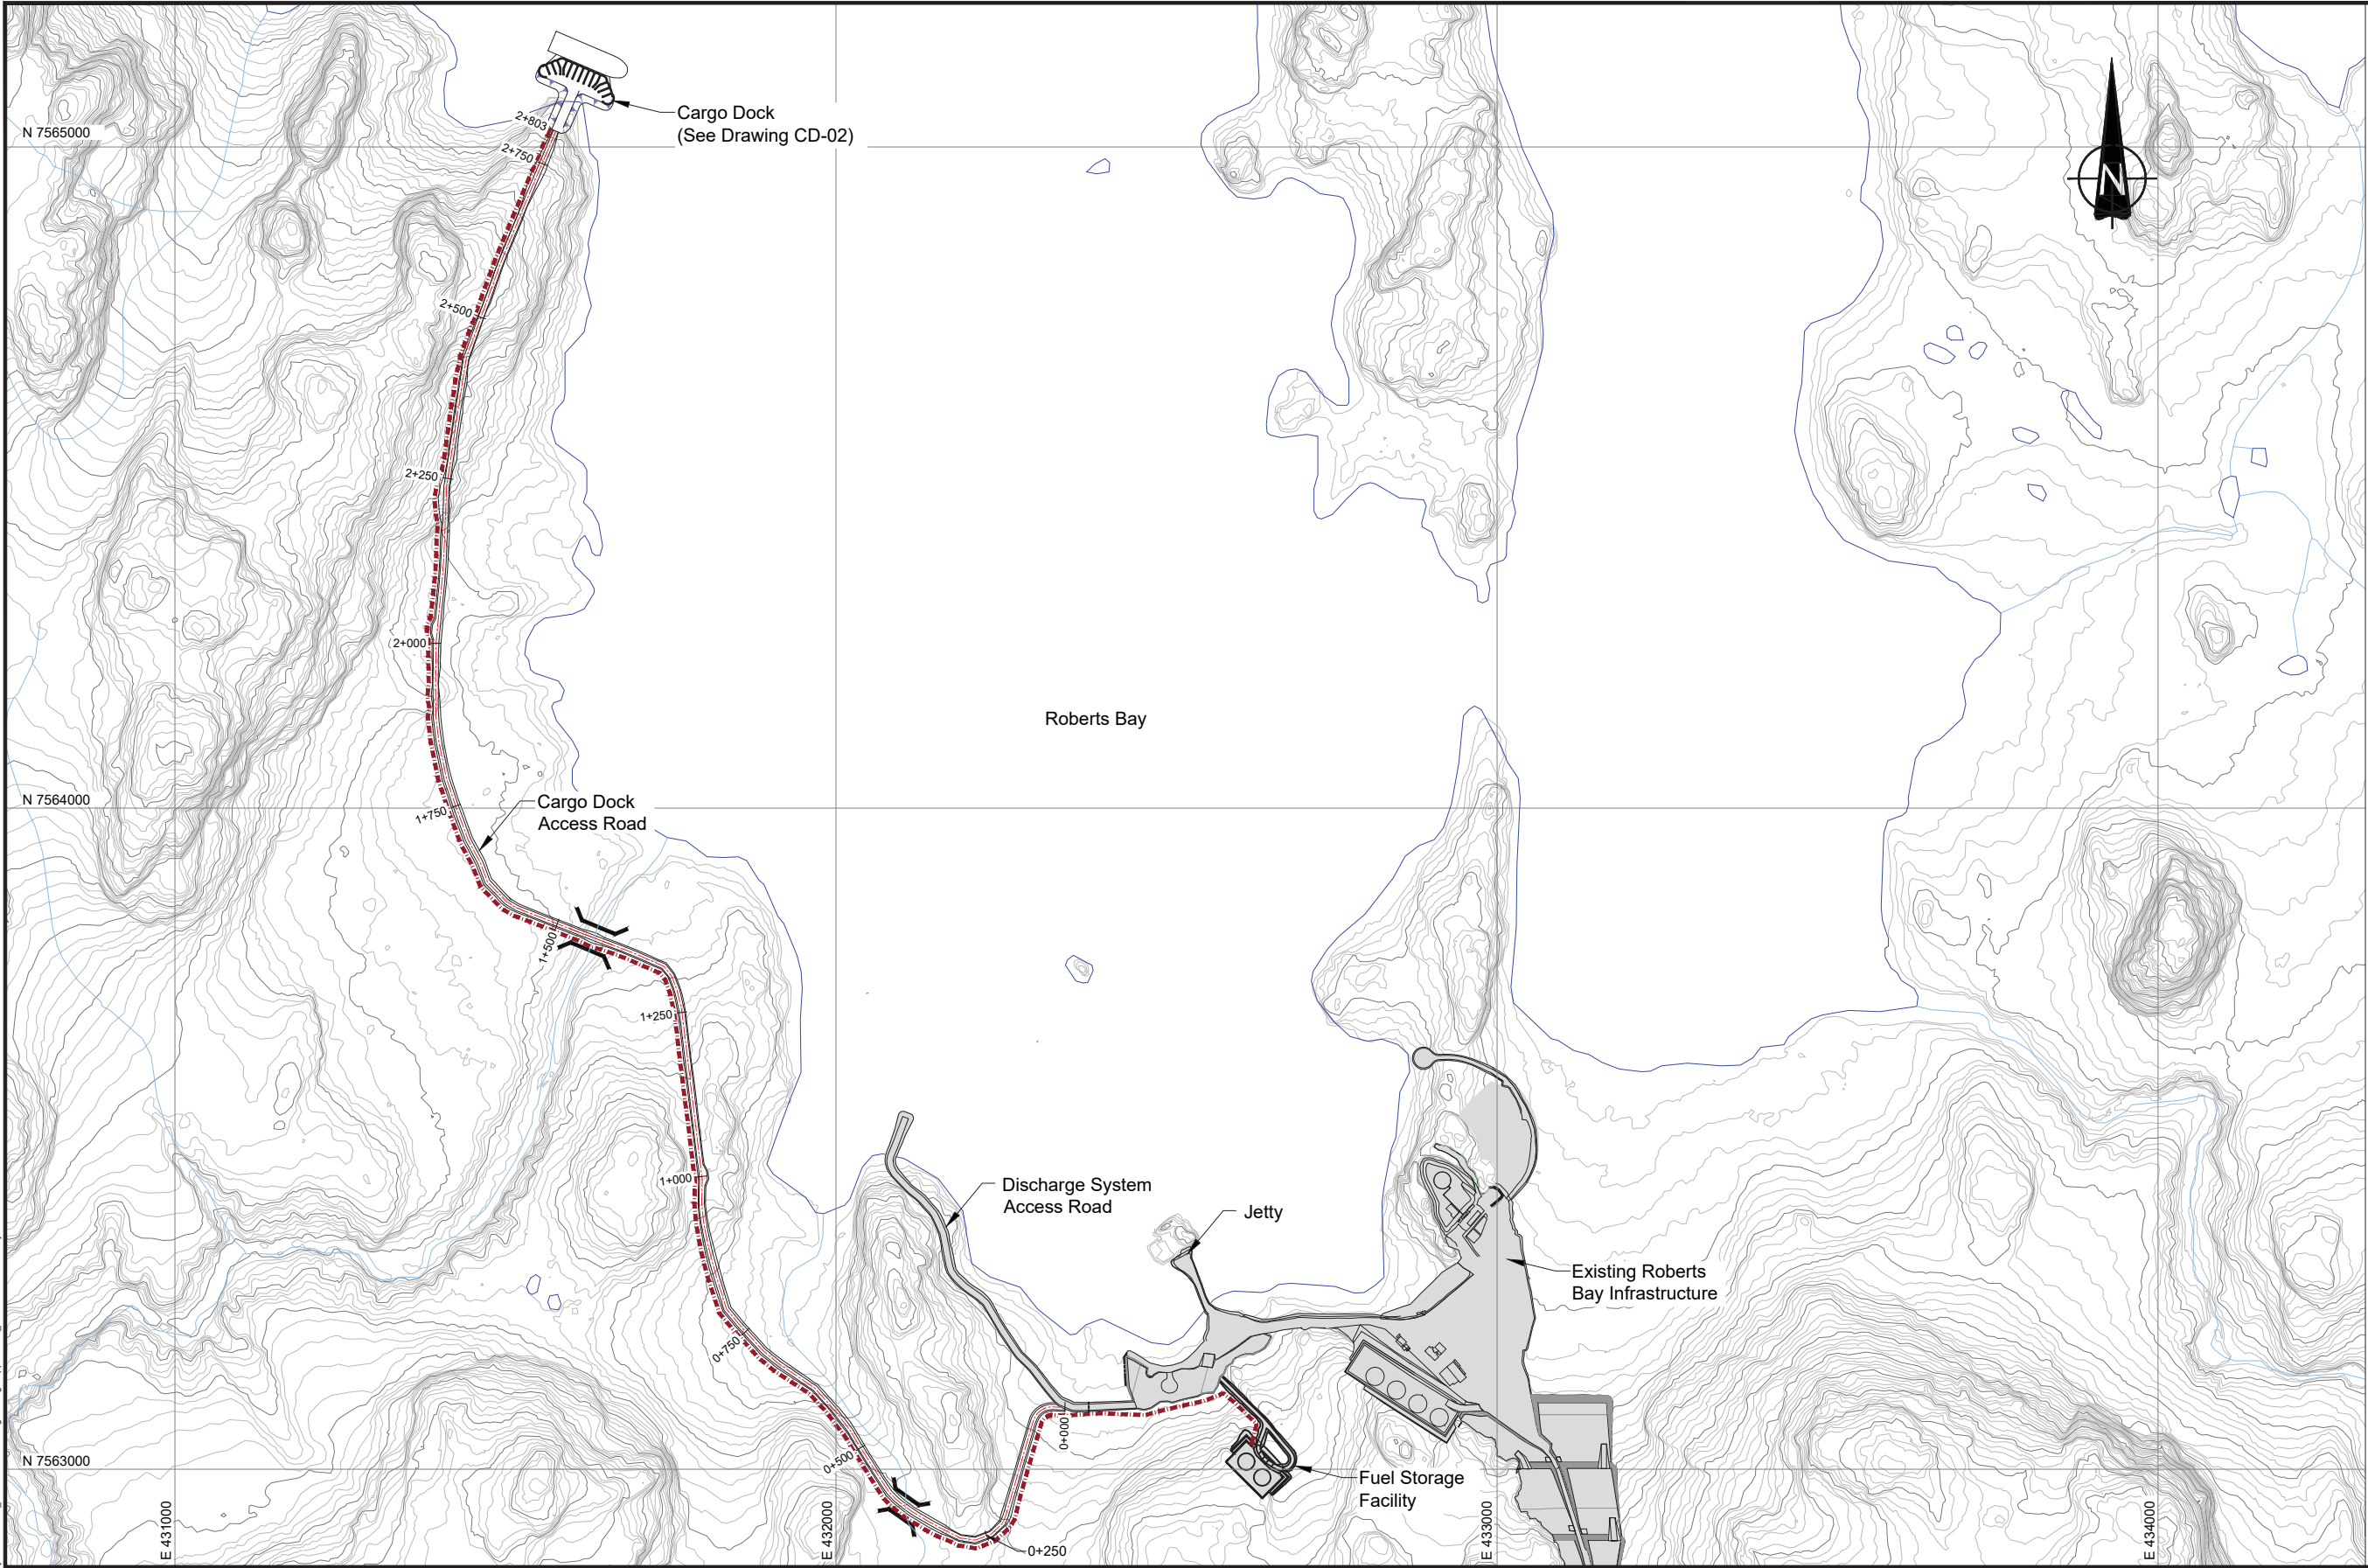 N
Cargo Dock
(See Drawing CD-02)
N 7565000
2+803
2+750
2+500
2+250
2+000
Roberts Bay
N 7564000
Cargo Dock
Access Road
1+750
1+500
1+250
1+000
Discharge System
Access Road
Jetty
Existing Roberts
Bay Infrastructure
0+750
0+500
0+000
N 7563000
Fuel Storage
Facility
0+250
E 431000
E 432000
E 433000
E 434000